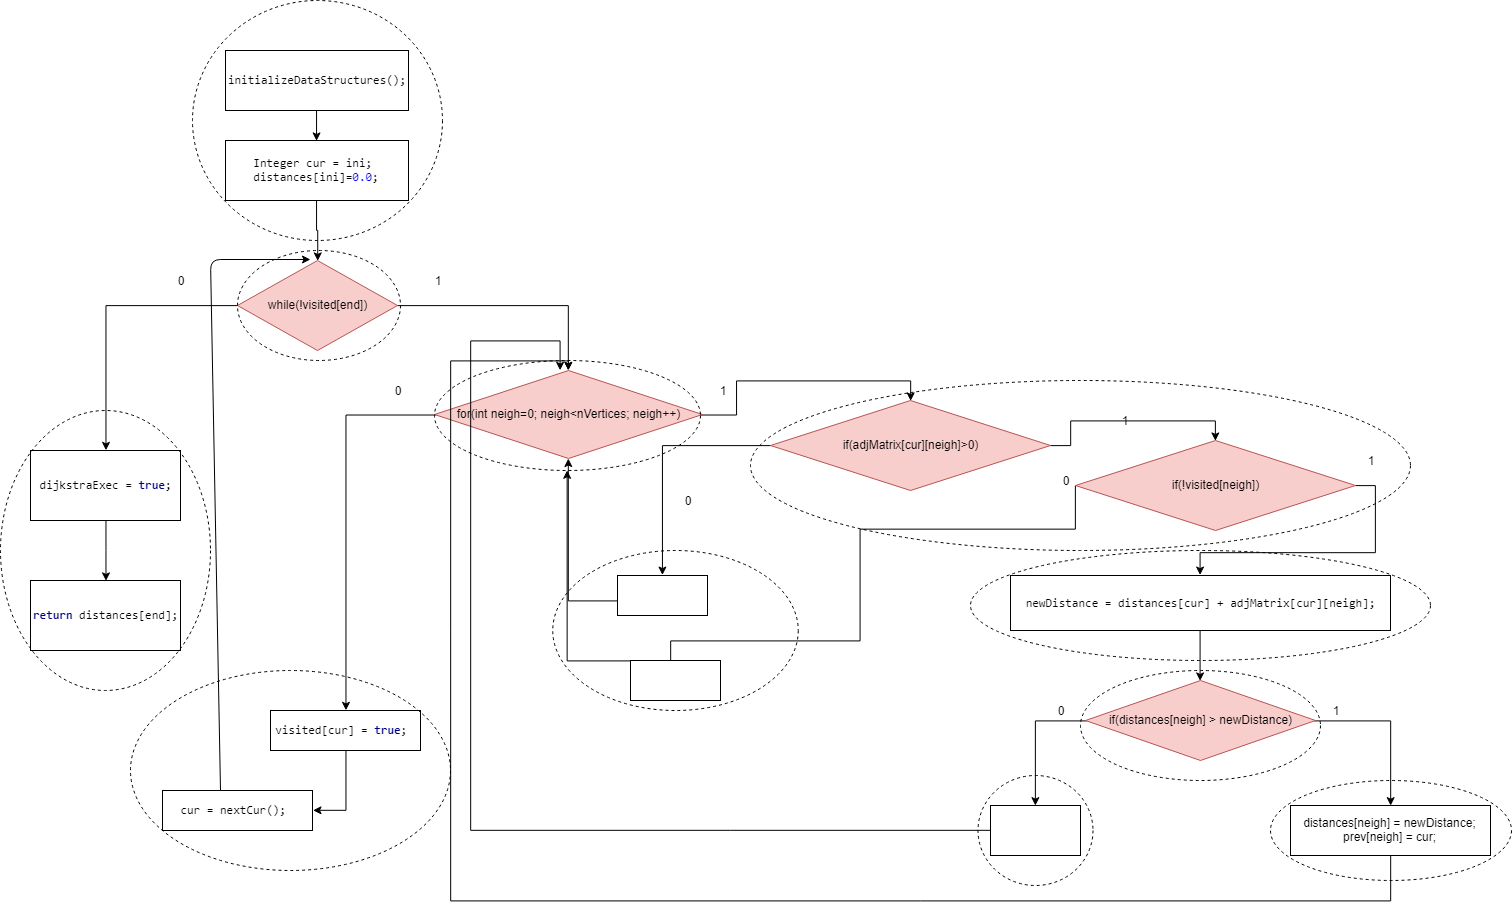 initializeDataStructures();
Integer cur = ini;
distances[ini]=0.0;
0
1
while(!visited[end])
0
1
for(int neigh=0; neigh<nVertices; neigh++)
1
if(adjMatrix[cur][neigh]>0)
0
1
if(!visited[neigh])
0
dijkstraExec = true;
return distances[end];
newDistance = distances[cur] + adjMatrix[cur][neigh];
visited[cur] = true;
cur = nextCur();
0
1
if(distances[neigh] > newDistance)
distances[neigh] = newDistance;
prev[neigh] = cur;